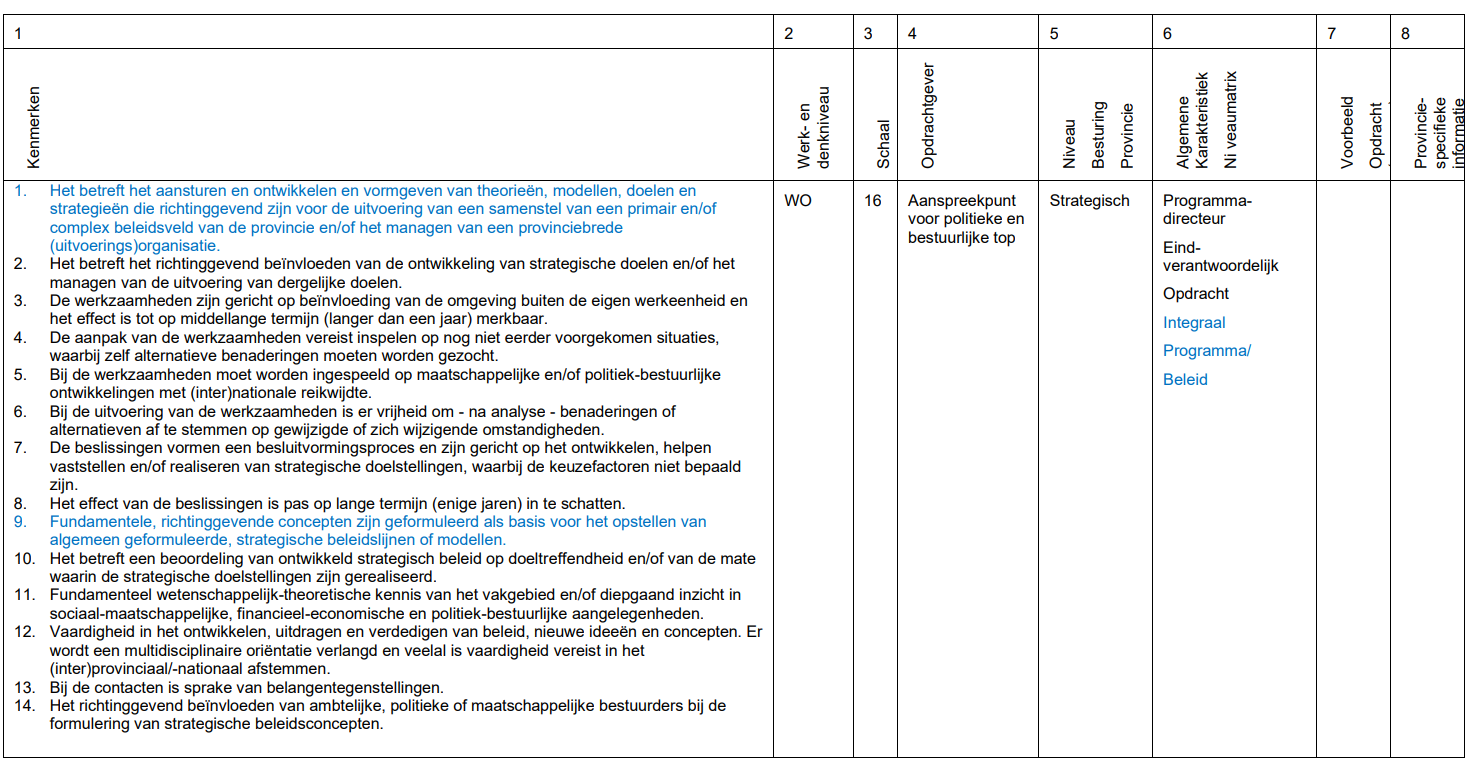 1 2 3 4 5 6 7 8
Kenmerken
Werk- en
denkniveau
Schaal
Opdrachtgever
Niveau
Besturing
Provincie
Algemene
Karakteristiek
Ni veaumatrix
Voorbeeld
Opdracht
Provincie-
specifieke
informatie
1. Het betreft het aansturen en ontwikkelen en vormgeven van theorieën, modellen, doelen en
strategieën die richtinggevend zijn voor de uitvoering van een samenstel van een primair en/of
complex beleidsveld van de provincie en/of het managen van een provinciebrede
(uitvoerings)organisatie.
2. Het betreft het richtinggevend beïnvloeden van de ontwikkeling van strategische doelen en/of het
managen van de uitvoering van dergelijke doelen.
3. De werkzaamheden zijn gericht op beïnvloeding van de omgeving buiten de eigen werkeenheid en
het effect is tot op middellange termijn (langer dan een jaar) merkbaar.
4. De aanpak van de werkzaamheden vereist inspelen op nog niet eerder voorgekomen situaties,
waarbij zelf alternatieve benaderingen moeten worden gezocht.
5. Bij de werkzaamheden moet worden ingespeeld op maatschappelijke en/of politiek-bestuurlijke
ontwikkelingen met (inter)nationale reikwijdte.
6. Bij de uitvoering van de werkzaamheden is er vrijheid om - na analyse - benaderingen of
alternatieven af te stemmen op gewijzigde of zich wijzigende omstandigheden.
7. De beslissingen vormen een besluitvormingsproces en zijn gericht op het ontwikkelen, helpen
vaststellen en/of realiseren van strategische doelstellingen, waarbij de keuzefactoren niet bepaald
zijn.
8. Het effect van de beslissingen is pas op lange termijn (enige jaren) in te schatten.
9. Fundamentele, richtinggevende concepten zijn geformuleerd als basis voor het opstellen van
algemeen geformuleerde, strategische beleidslijnen of modellen.
10. Het betreft een beoordeling van ontwikkeld strategisch beleid op doeltreffendheid en/of van de mate
waarin de strategische doelstellingen zijn gerealiseerd.
11. Fundamenteel wetenschappelijk-theoretische kennis van het vakgebied en/of diepgaand inzicht in
sociaal-maatschappelijke, financieel-economische en politiek-bestuurlijke aangelegenheden.
12. Vaardigheid in het ontwikkelen, uitdragen en verdedigen van beleid, nieuwe ideeën en concepten. Er
wordt een multidisciplinaire oriëntatie verlangd en veelal is vaardigheid vereist in het
(inter)provinciaal/-nationaal afstemmen.
13. Bij de contacten is sprake van belangentegenstellingen.
14. Het richtinggevend beïnvloeden van ambtelijke, politieke of maatschappelijke bestuurders bij de
formulering van strategische beleidsconcepten.
WO
16
Aanspreekpunt
voor politieke en
bestuurlijke top
Strategisch
Programma-
directeur
Eind-
verantwoordelijk
Opdracht
Integraal
Programma/
Beleid